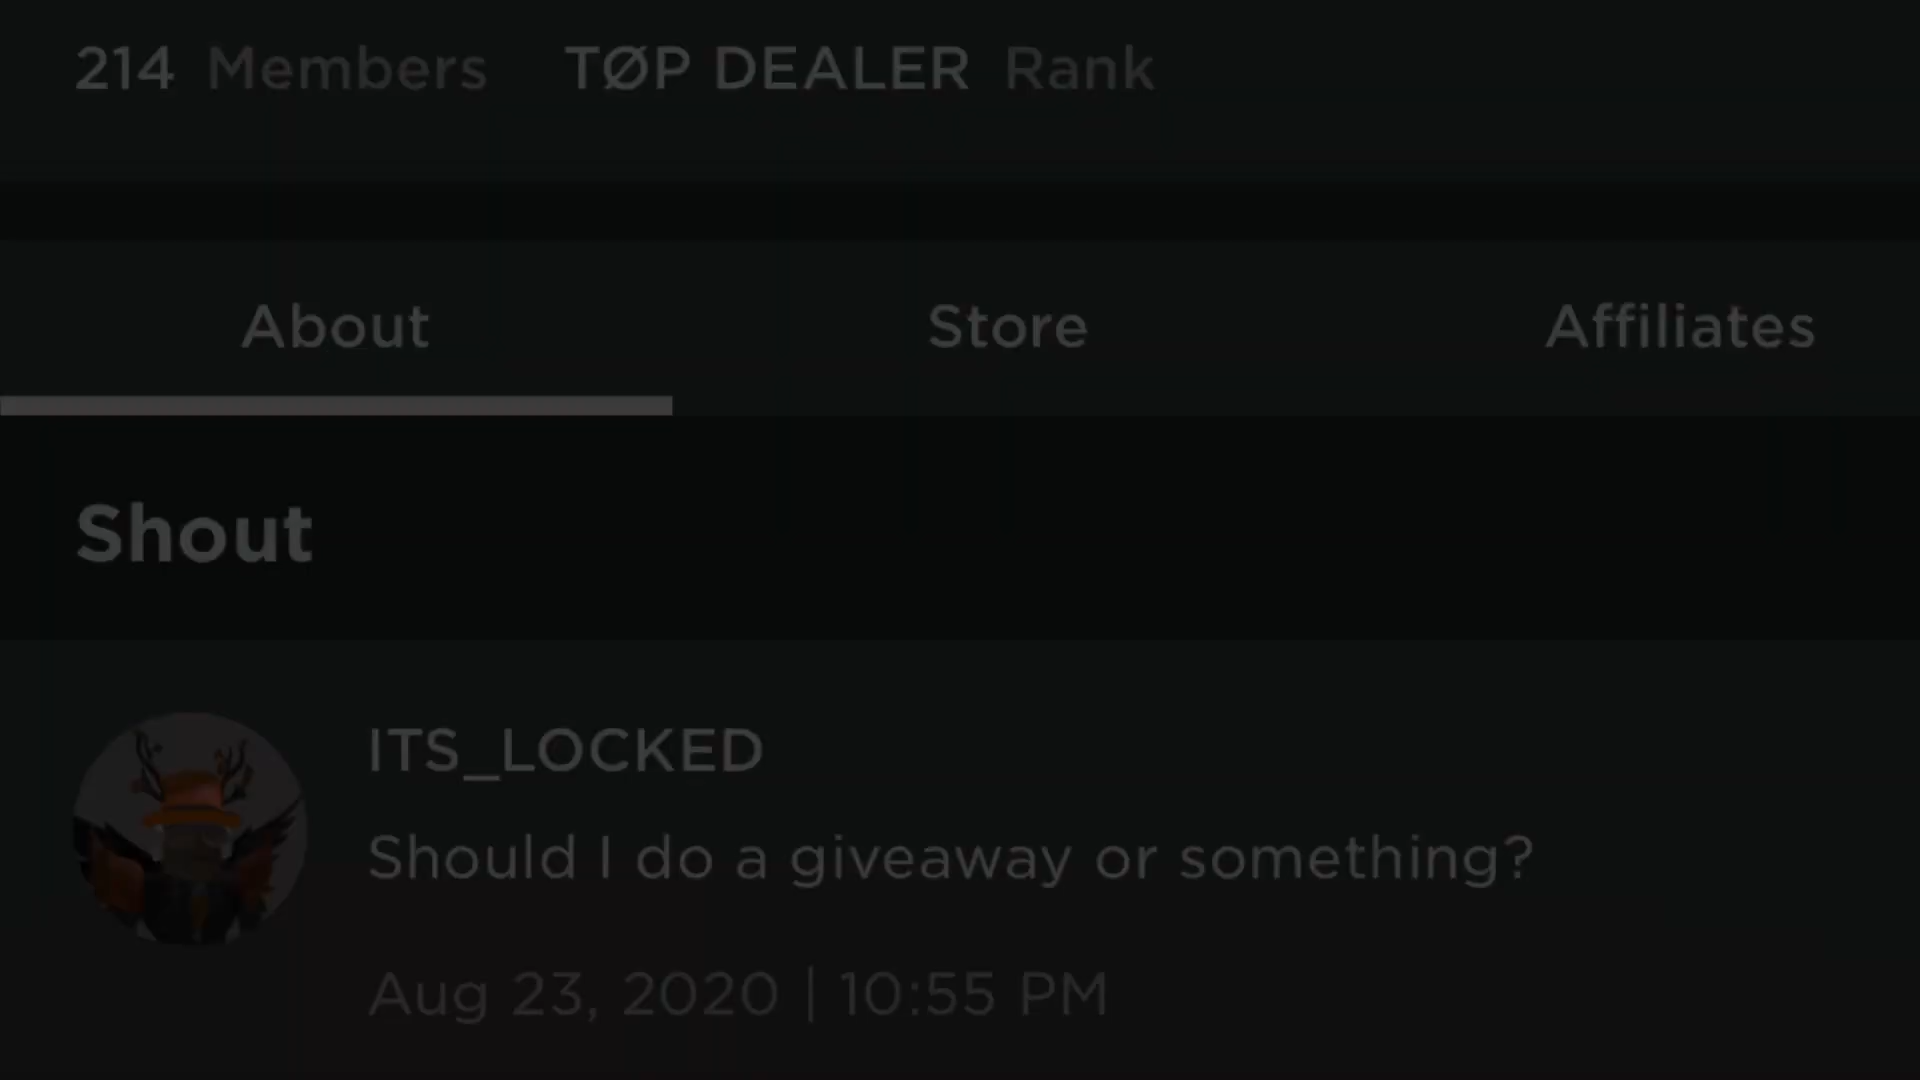 214 Members TØP DEALER Rank
About Store Affiliates
Shout
ITS_LOCKED
Should I do a giveaway or something?
Aug 23, 2020 | 10:55 PM